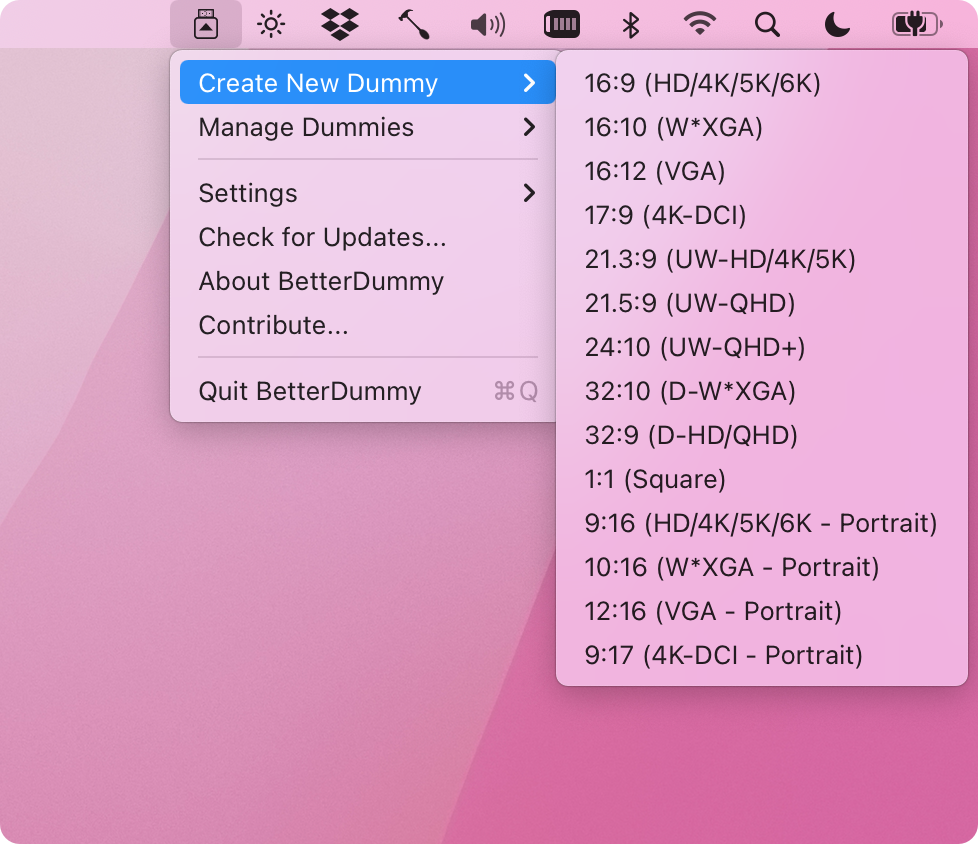 Create New Dummy
Manage Dummies
Settings
Check for Updates...
About BetterDummy
Contribute...
Quit BetterDummy ⌘Q
16:9 (HD/4K/5K/6K)
16:10 (W*XGA)
16:12 (VGA)
17:9 (4K-DCI)
21.3:9 (UW-HD/4K/5K)
21.5:9 (UW-QHD)
24:10 (UW-QHD+)
32:10 (D-W*XGA)
32:9 (D-HD/QHD)
1:1 (Square)
9:16 (HD/4K/5K/6K - Portrait)
10:16 (W*XGA - Portrait)
12:16 (VGA - Portrait)
9:17 (4K-DCI - Portrait)